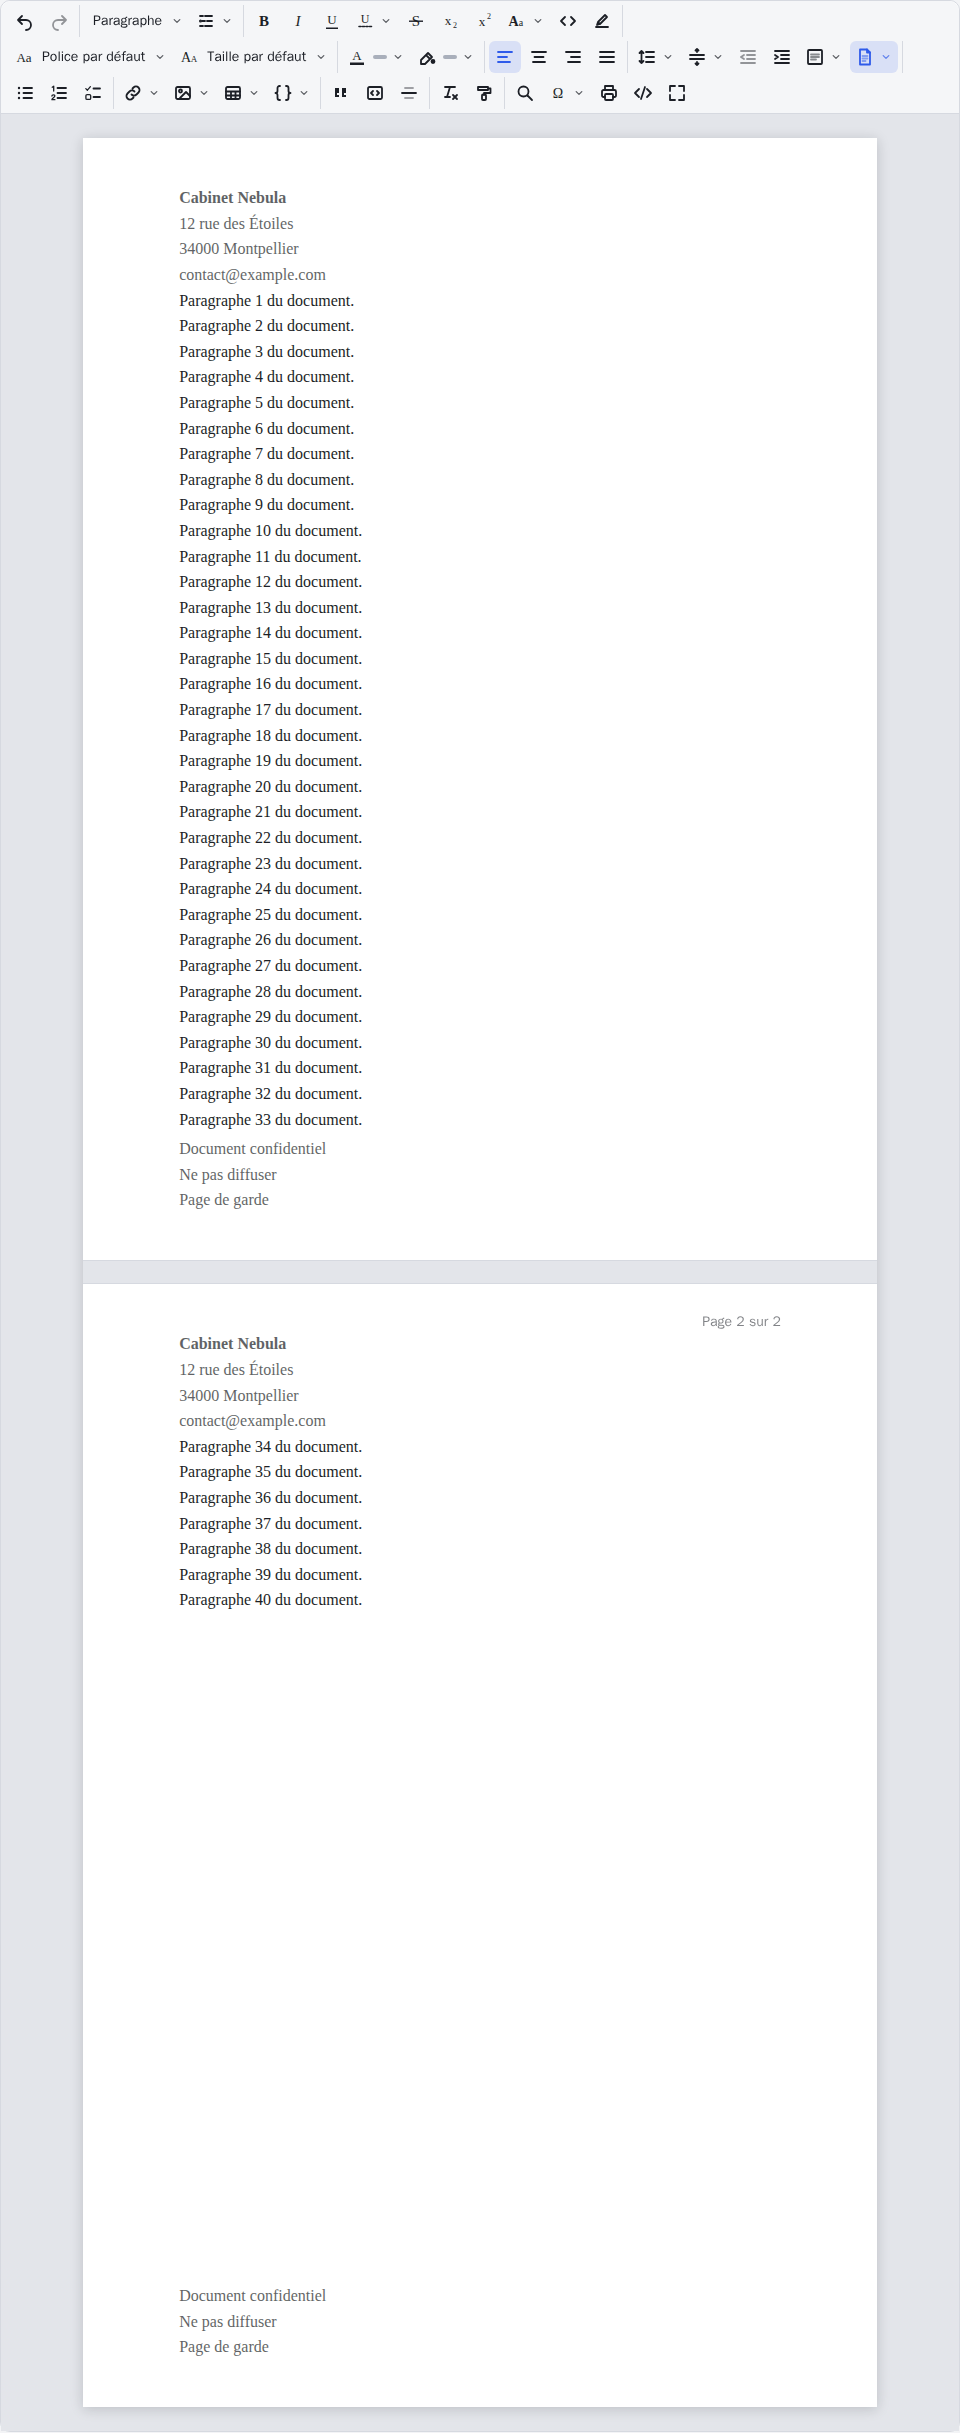 Paragraphe B I U U S x2 x2 Aa
Aa Police par défaut AA Taille par défaut A
Ω
Cabinet Nebula
12 rue des Étoiles
34000 Montpellier
contact@example.com
Paragraphe 1 du document.
Paragraphe 2 du document.
Paragraphe 3 du document.
Paragraphe 4 du document.
Paragraphe 5 du document.
Paragraphe 6 du document.
Paragraphe 7 du document.
Paragraphe 8 du document.
Paragraphe 9 du document.
Paragraphe 10 du document.
Paragraphe 11 du document.
Paragraphe 12 du document.
Paragraphe 13 du document.
Paragraphe 14 du document.
Paragraphe 15 du document.
Paragraphe 16 du document.
Paragraphe 17 du document.
Paragraphe 18 du document.
Paragraphe 19 du document.
Paragraphe 20 du document.
Paragraphe 21 du document.
Paragraphe 22 du document.
Paragraphe 23 du document.
Paragraphe 24 du document.
Paragraphe 25 du document.
Paragraphe 26 du document.
Paragraphe 27 du document.
Paragraphe 28 du document.
Paragraphe 29 du document.
Paragraphe 30 du document.
Paragraphe 31 du document.
Paragraphe 32 du document.
Paragraphe 33 du document.
Document confidentiel
Ne pas diffuser
Page de garde
Page 2 sur 2
Cabinet Nebula
12 rue des Étoiles
34000 Montpellier
contact@example.com
Paragraphe 34 du document.
Paragraphe 35 du document.
Paragraphe 36 du document.
Paragraphe 37 du document.
Paragraphe 38 du document.
Paragraphe 39 du document.
Paragraphe 40 du document.
Document confidentiel
Ne pas diffuser
Page de garde